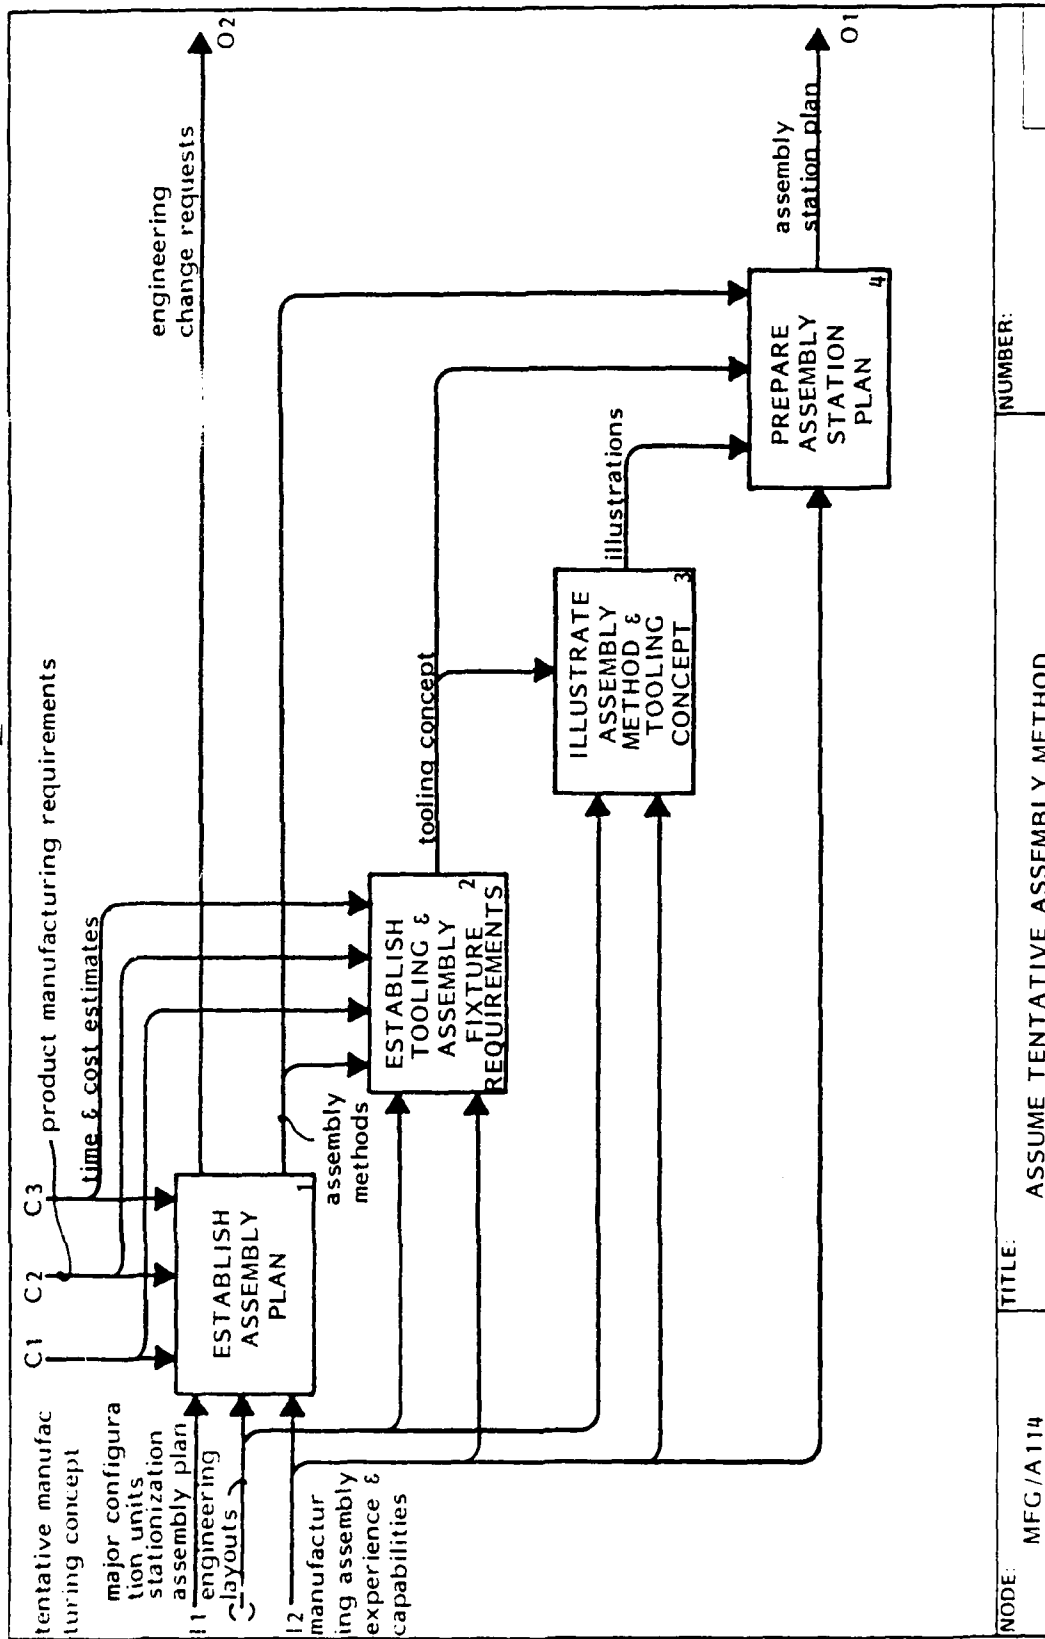 O2
O1
engineering
change requests
assembly
station plan
product manufacturing requirements
time & cost estimates
C3
C2
C1
tentative manufac
turing concept
major configura
tion units
stationization
assembly plan
engineering
layouts
I1
I2
manufactur
ing assembly
experience &
capabilities
ESTABLISH
ASSEMBLY
PLAN
1
assembly
methods
ESTABLISH
TOOLING &
ASSEMBLY
FIXTURE
REQUIREMENTS
2
tooling concept
ILLUSTRATE
ASSEMBLY
METHOD &
TOOLING
CONCEPT
3
illustrations
PREPARE
ASSEMBLY
STATION
PLAN
4
NODE:
MFG/A114
TITLE:
ASSUME TENTATIVE ASSEMBLY METHOD
NUMBER: